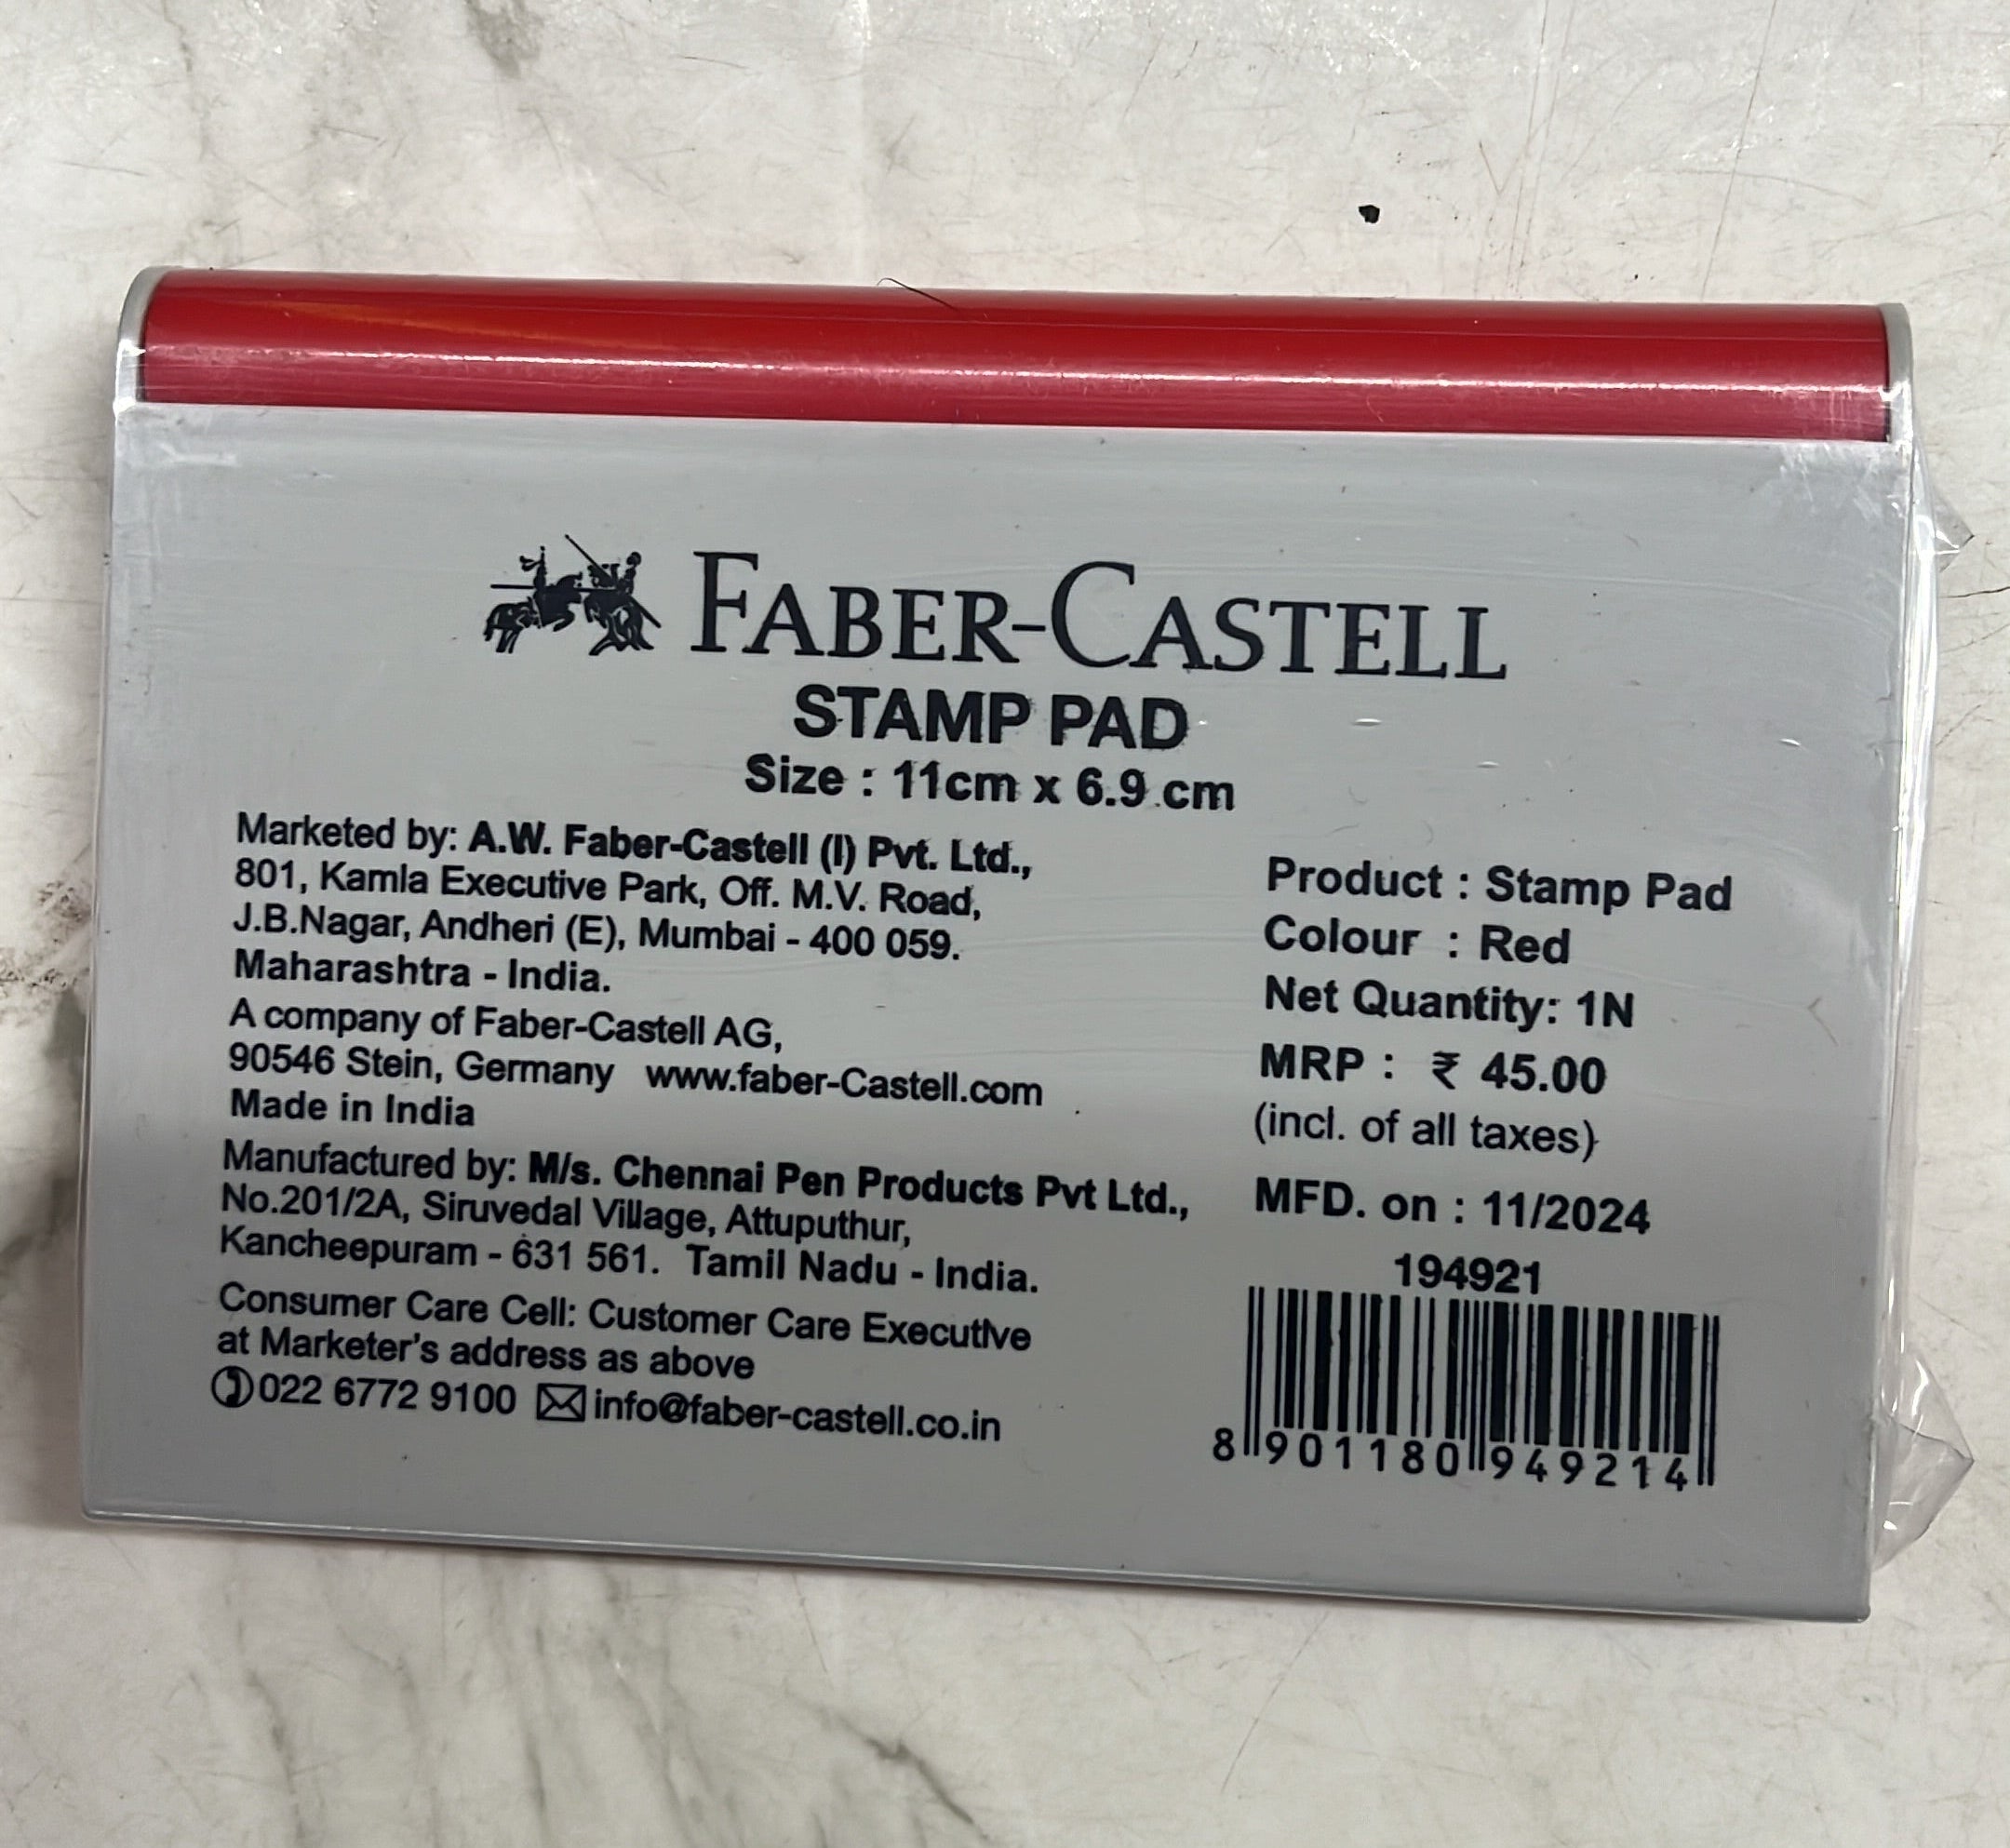 FABER-CASTELL
STAMP PAD
Size : 11cm x 6.9 cm
Marketed by: A.W. Faber-Castell (I) Pvt. Ltd.,
801, Kamla Executive Park, Off. M.V. Road,
J.B.Nagar, Andheri (E), Mumbai - 400 059.
Maharashtra - India.
A company of Faber-Castell AG,
90546 Stein, Germany www.faber-Castell.com
Made in India
Manufactured by: M/s. Chennai Pen Products Pvt Ltd.,
No.201/2A, Siruvedal Village, Attuputhur,
Kancheepuram - 631 561. Tamil Nadu - India.
Consumer Care Cell: Customer Care Executive
at Marketer's address as above
022 6772 9100 info@faber-castell.co.in
Product : Stamp Pad
Colour : Red
Net Quantity: 1N
MRP : ₹ 45.00
(incl. of all taxes)
MFD. on : 11/2024
194921
8 901180 949214